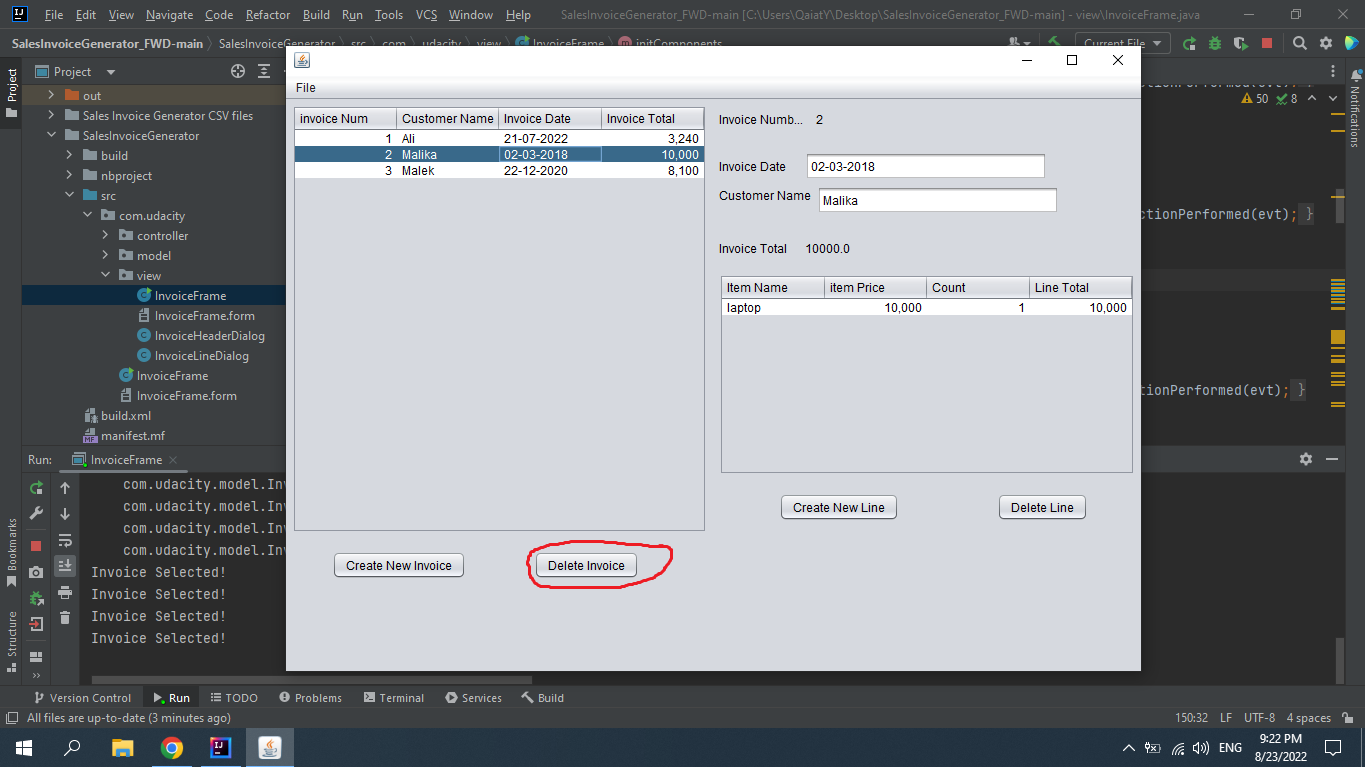 File Edit View Navigate Code Refactor Build Run Tools VCS Window Help SalesInvoiceGenerator_FWD-main [C:\Users\QaiatY\Desktop\SalesInvoiceGenerator_FWD-main] - view\InvoiceFrame.java
SalesInvoiceGenerator_FWD-main SalesInvoiceGenerator src com udacity view InvoiceFrame initComponents Current File
Project
Project
out
Sales Invoice Generator CSV files
SalesInvoiceGenerator
build
nbproject
src
com.udacity
controller
model
view
InvoiceFrame
InvoiceFrame.form
InvoiceHeaderDialog
InvoiceLineDialog
InvoiceFrame
InvoiceFrame.form
build.xml
manifest.mf
File
invoice Num Customer Name Invoice Date Invoice Total
1 Ali 21-07-2022 3,240
2 Malika 02-03-2018 10,000
3 Malek 22-12-2020 8,100
Create New Invoice Delete Invoice
Invoice Numb... 2
Invoice Date 02-03-2018
Customer Name Malika
Invoice Total 10000.0
Item Name item Price Count Line Total
laptop 10,000 1 10,000
Create New Line Delete Line
50 8
ctionPerformed(evt); }
tionPerformed(evt); }
Notifications
Run: InvoiceFrame
com.udacity.model.Inv
com.udacity.model.Inv
com.udacity.model.Inv
com.udacity.model.Inv
Invoice Selected!
Invoice Selected!
Invoice Selected!
Invoice Selected!
Bookmarks
Structure
Version Control Run TODO Problems Terminal Services Build
All files are up-to-date (3 minutes ago) 150:32 LF UTF-8 4 spaces
ENG 9:22 PM
8/23/2022